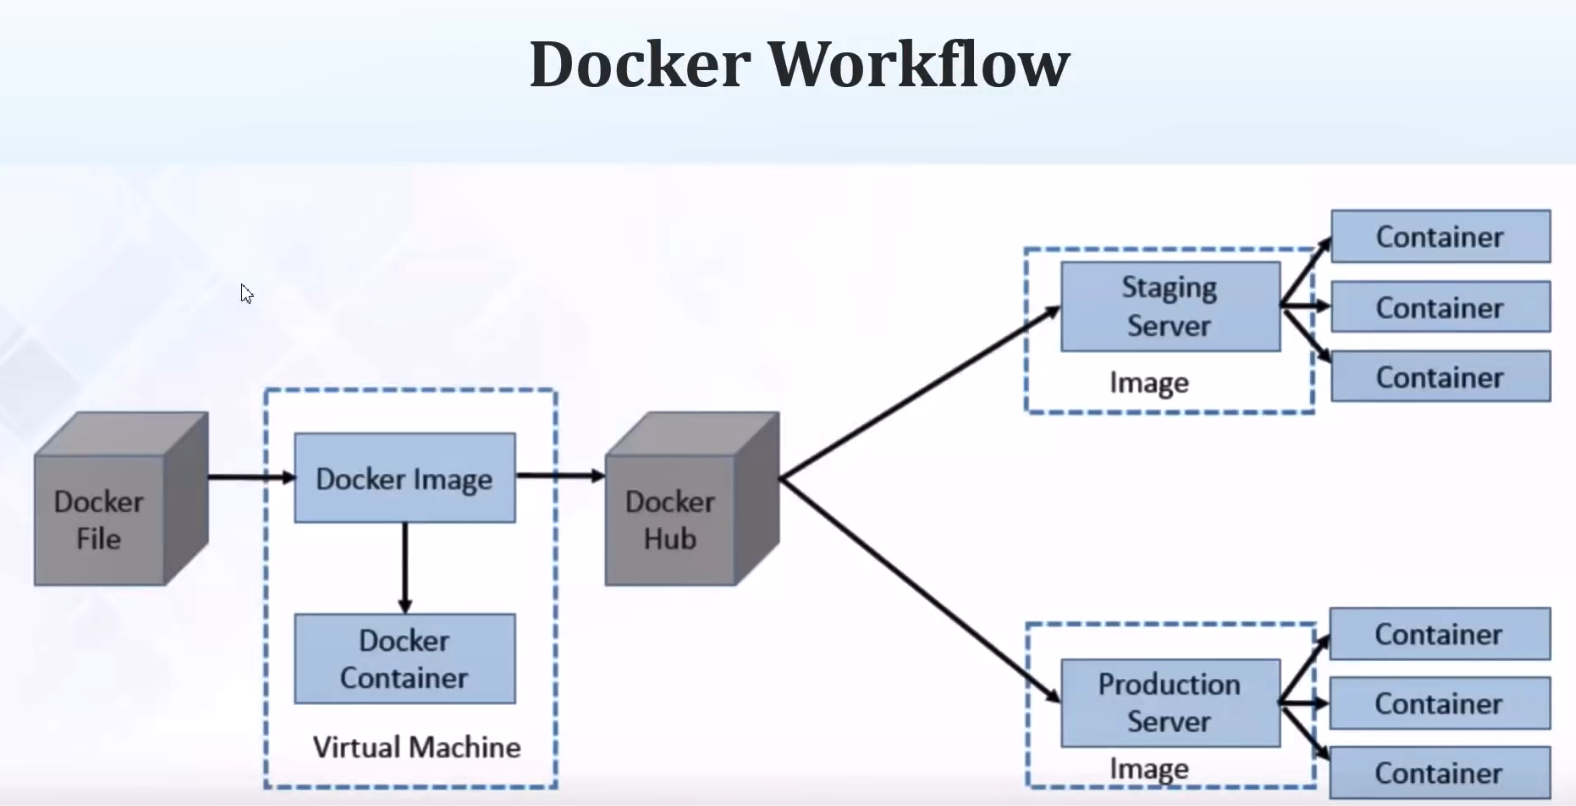 Docker Workflow
Docker
File
Docker Image
Docker
Container
Virtual Machine
Docker
Hub
Staging
Server
Image
Container
Container
Container
Production
Server
Image
Container
Container
Container